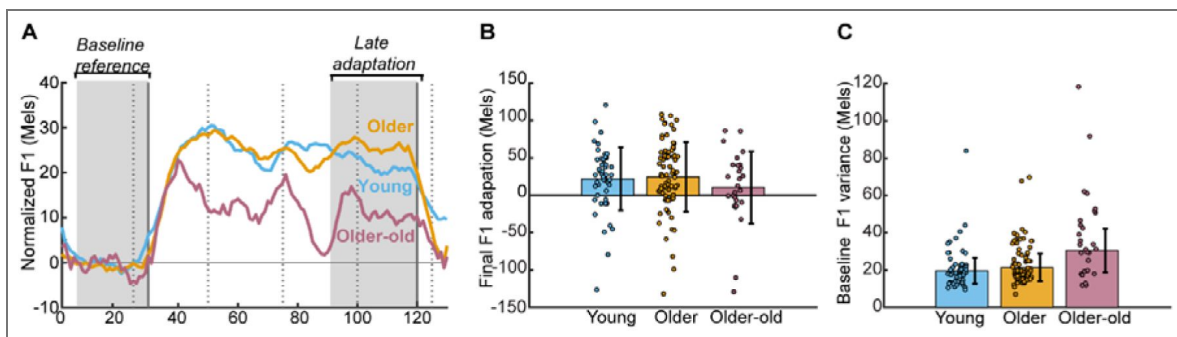 A
B
C
Baseline
reference
Late
adaptation
Normalized F1 (Mels)
40
30
20
10
0
-10
Older
Young
Older-old
0
20
40
60
80
100
120
Final F1 adapation (Mels)
150
100
50
0
-50
-100
-150
Young
Older
Older-old
Baseline F1 variance (Mels)
120
100
80
60
40
20
0
Young
Older
Older-old